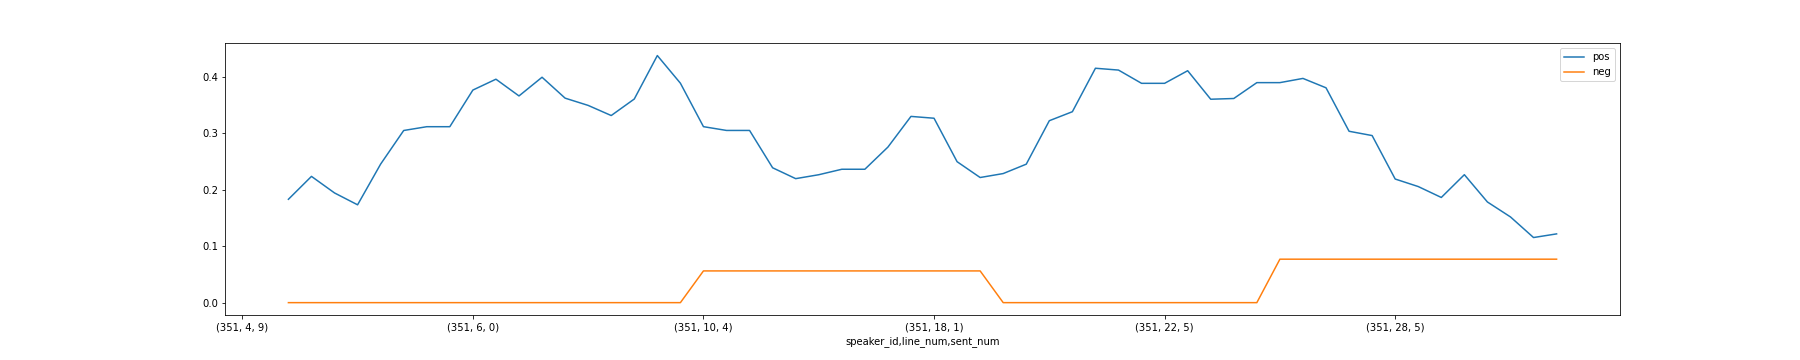 pos
neg
0.4
0.3
0.2
0.1
0.0
(351, 4, 9) (351, 6, 0) (351, 10, 4) (351, 18, 1) (351, 22, 5) (351, 28, 5)
speaker_id,line_num,sent_num